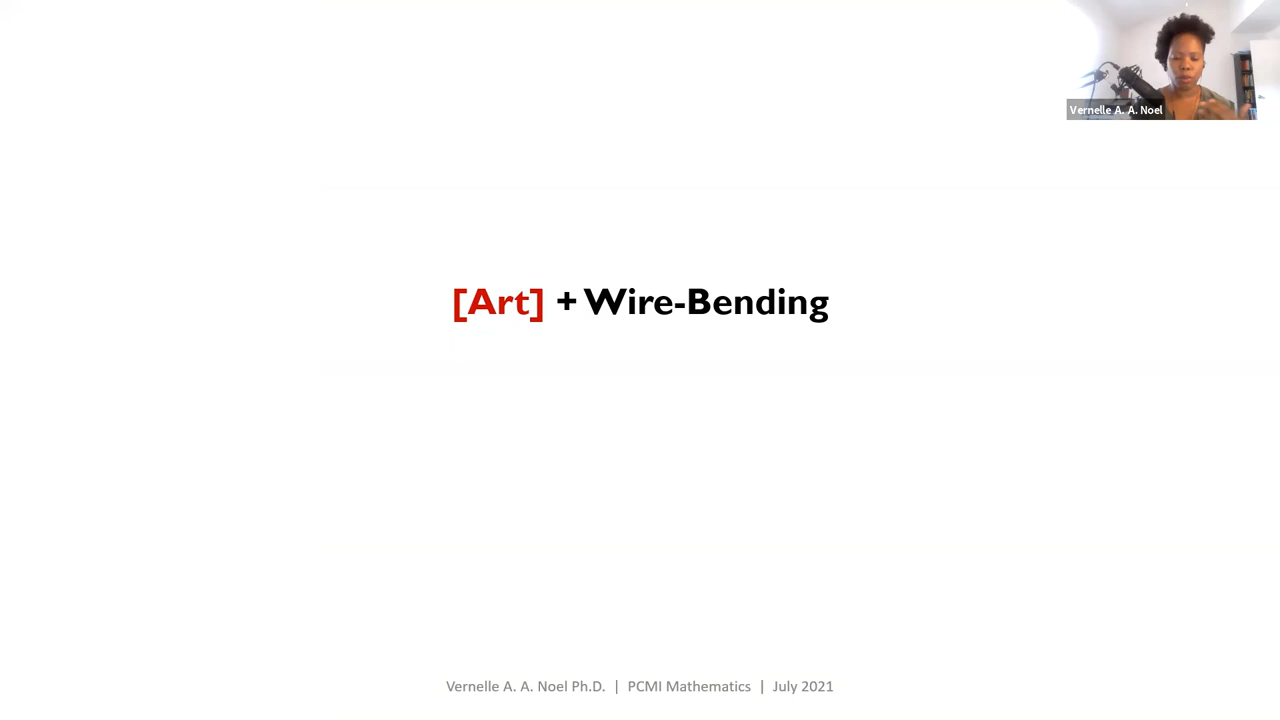 Vernelle A. A. Noel
[Art] + Wire-Bending
Vernelle A. A. Noel Ph.D. | PCMI Mathematics | July 2021